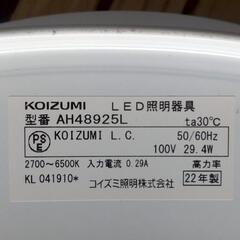 KOIZUMI LED照明器具
型番 AH48925L ta30℃
PSE KOIZUMI L.C. 50/60Hz
100V 29.4W
2700～6500K 入力電流 0.29A 高力率
KL 041910* 22年製
コイズミ照明株式会社